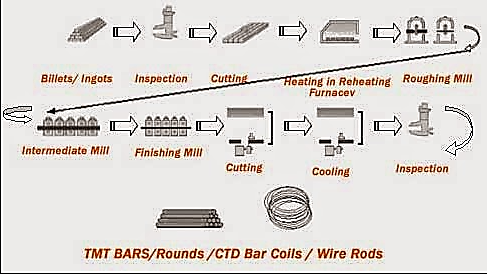 Billets/ Ingots
Inspection
Cutting
Heating in Reheating
Furnacev
Roughing Mill
Intermediate Mill
Finishing Mill
Cutting
Cooling
Inspection
TMT BARS/Rounds /CTD Bar Coils / Wire Rods